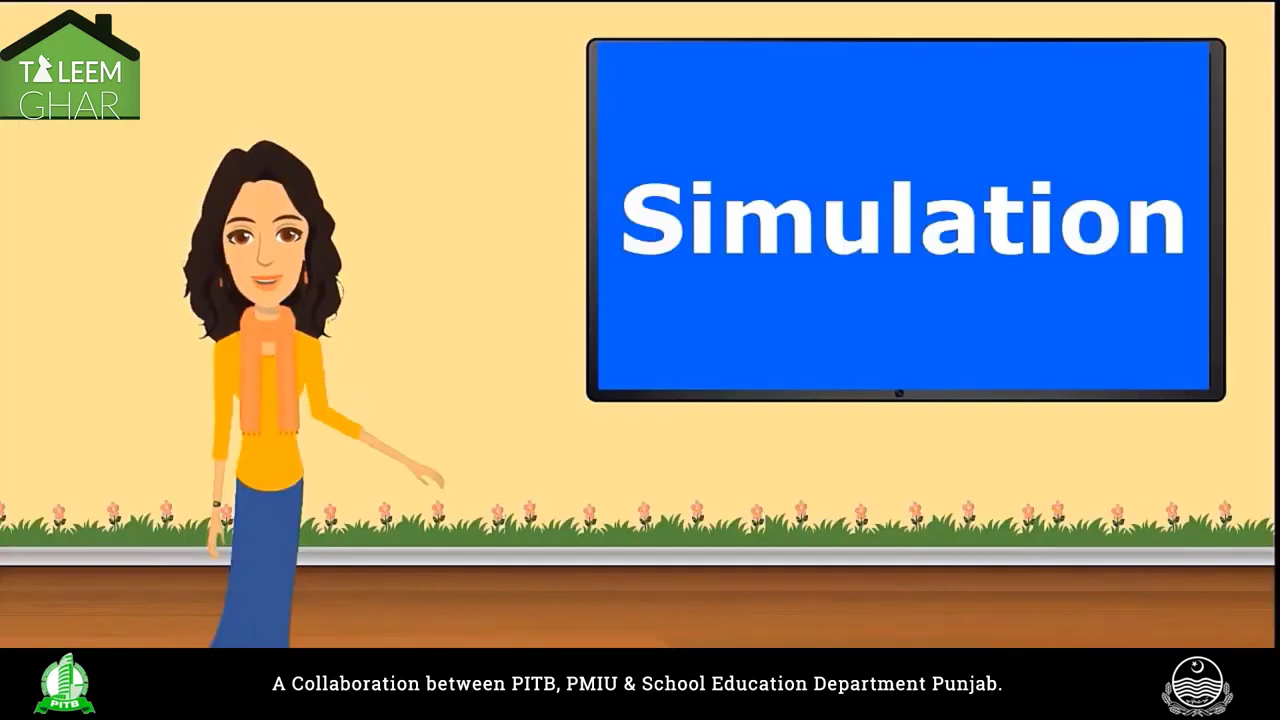 TALEEM
GHAR
Simulation
A Collaboration between PITB, PMIU & School Education Department Punjab.
PITB